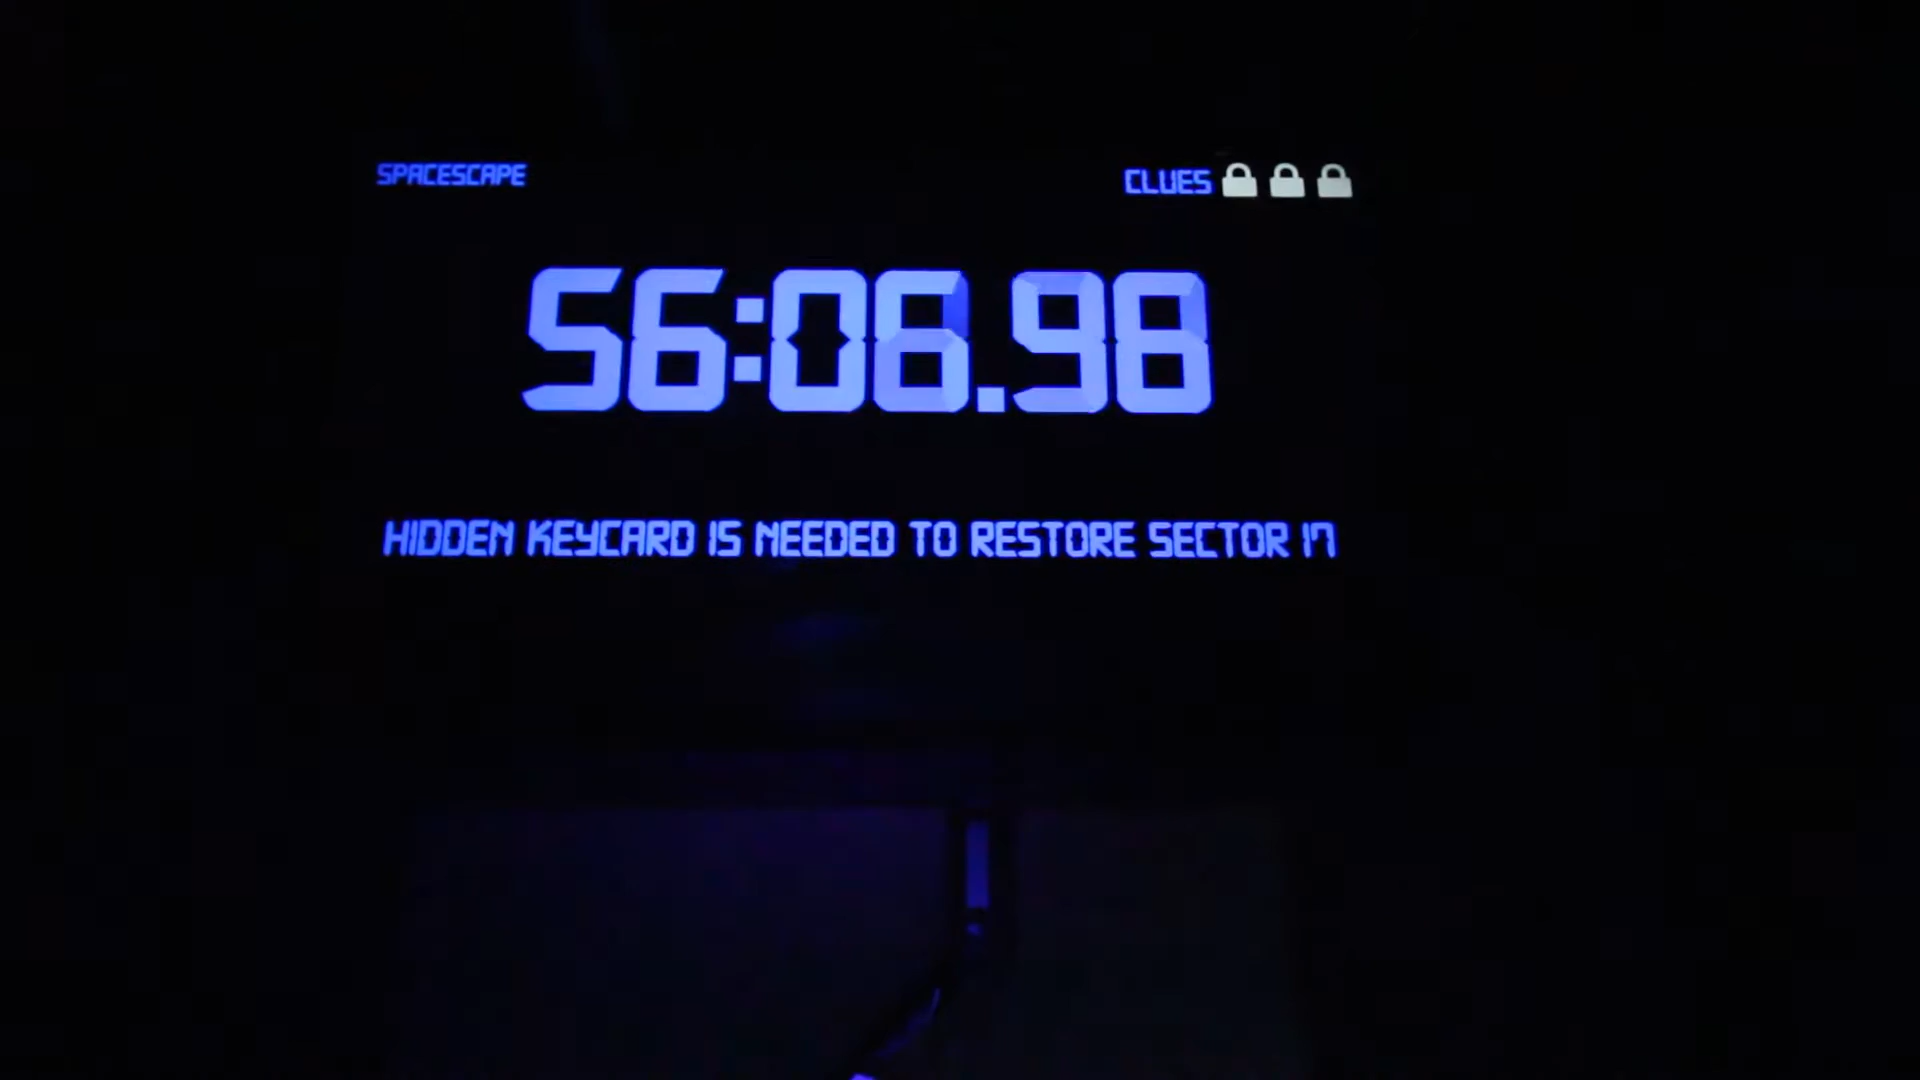 SPACESCAPE
CLUES
56:06.98
HIDDEN KEYCARD IS NEEDED TO RESTORE SECTOR 17